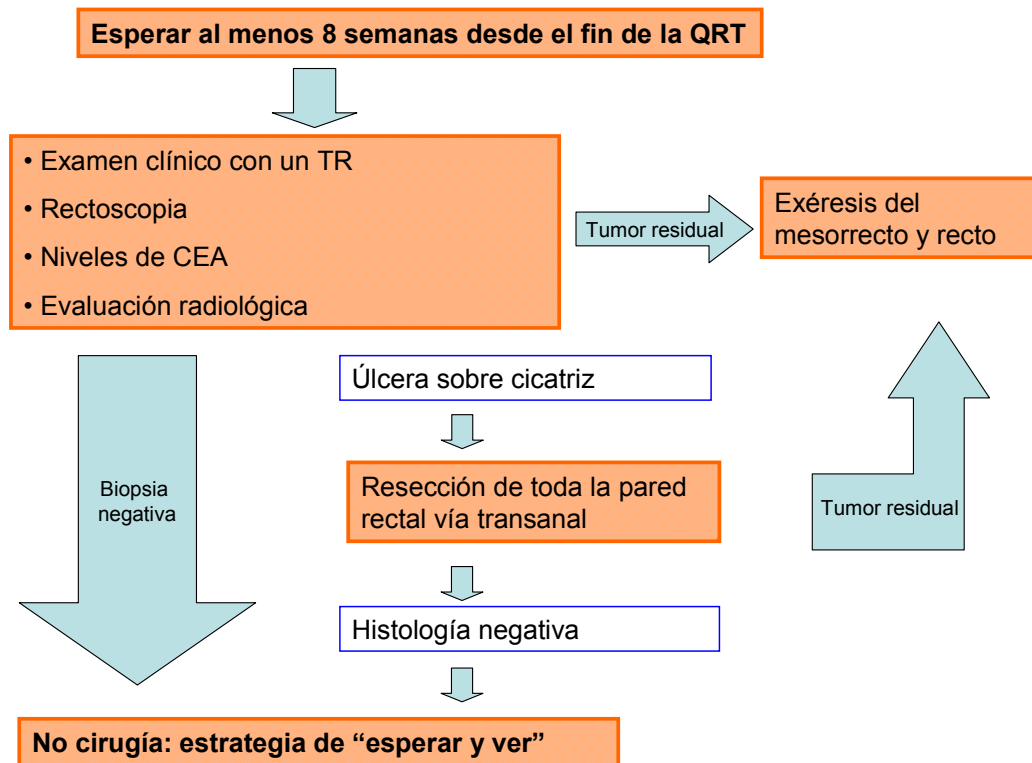 Esperar al menos 8 semanas desde el fin de la QRT
• Examen clínico con un TR
• Rectoscopia
• Niveles de CEA
• Evaluación radiológica
Tumor residual
Exéresis del
mesorrecto y recto
Úlcera sobre cicatriz
Biopsia
negativa
Resección de toda la pared
rectal vía transanal
Tumor residual
Histología negativa
No cirugía: estrategia de “esperar y ver”